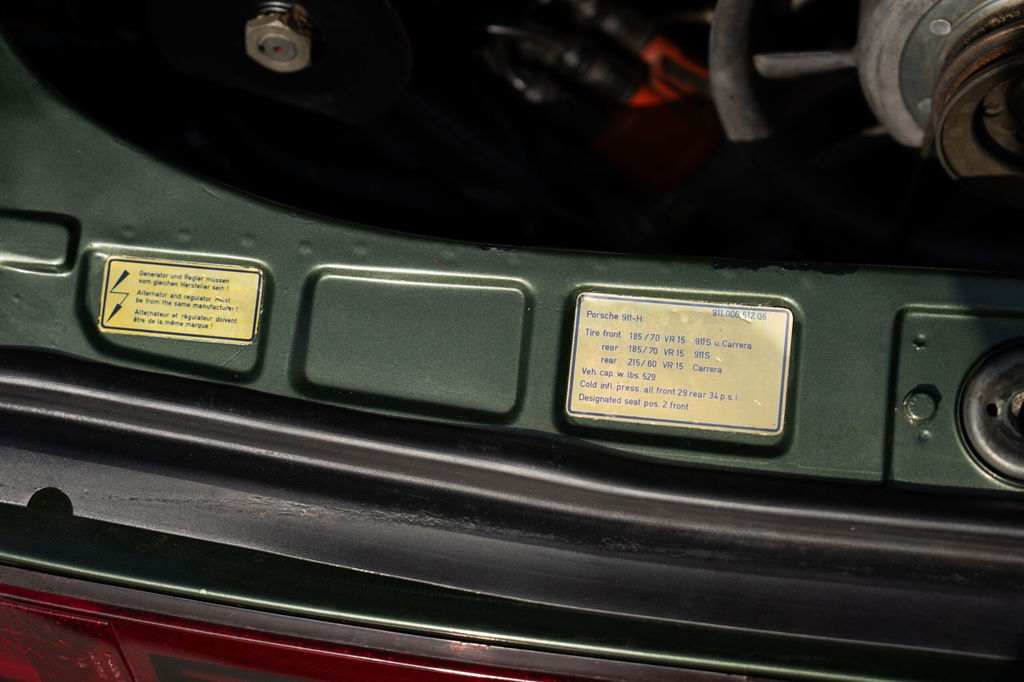 Generator und Regler müssen
vom gleichen Hersteller sein !
Alternator and regulator must
be from the same manufacturer !
Alternateur et régulateur doivent
être de la même marque !
Porsche 911-H 911.006.512.06
Tire front 185/70 VR 15 911S u. Carrera
rear 185/70 VR 15 911S
rear 215/60 VR 15 Carrera
Veh. cap. w. lbs. 529
Cold infl. press. all front 29 rear 34 p.s.i.
Designated seat pos. 2 front